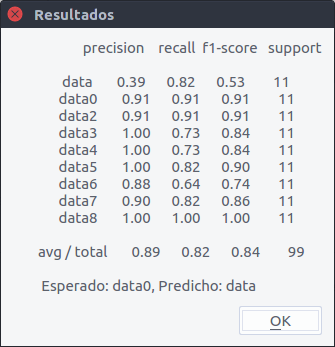 Resultados
precision recall f1-score support
data 0.39 0.82 0.53 11
data0 0.91 0.91 0.91 11
data2 0.91 0.91 0.91 11
data3 1.00 0.73 0.84 11
data4 1.00 0.73 0.84 11
data5 1.00 0.82 0.90 11
data6 0.88 0.64 0.74 11
data7 0.90 0.82 0.86 11
data8 1.00 1.00 1.00 11
avg / total 0.89 0.82 0.84 99
Esperado: data0, Predicho: data
OK